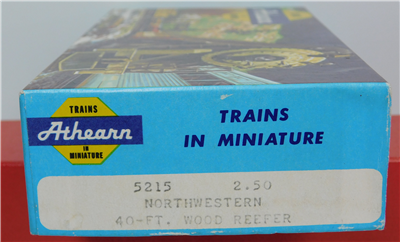 TRAINS
Athearn
IN
MINIATURE
TRAINS
IN MINIATURE
5215 2.50
NORTHWESTERN
40-FT. WOOD REEFER